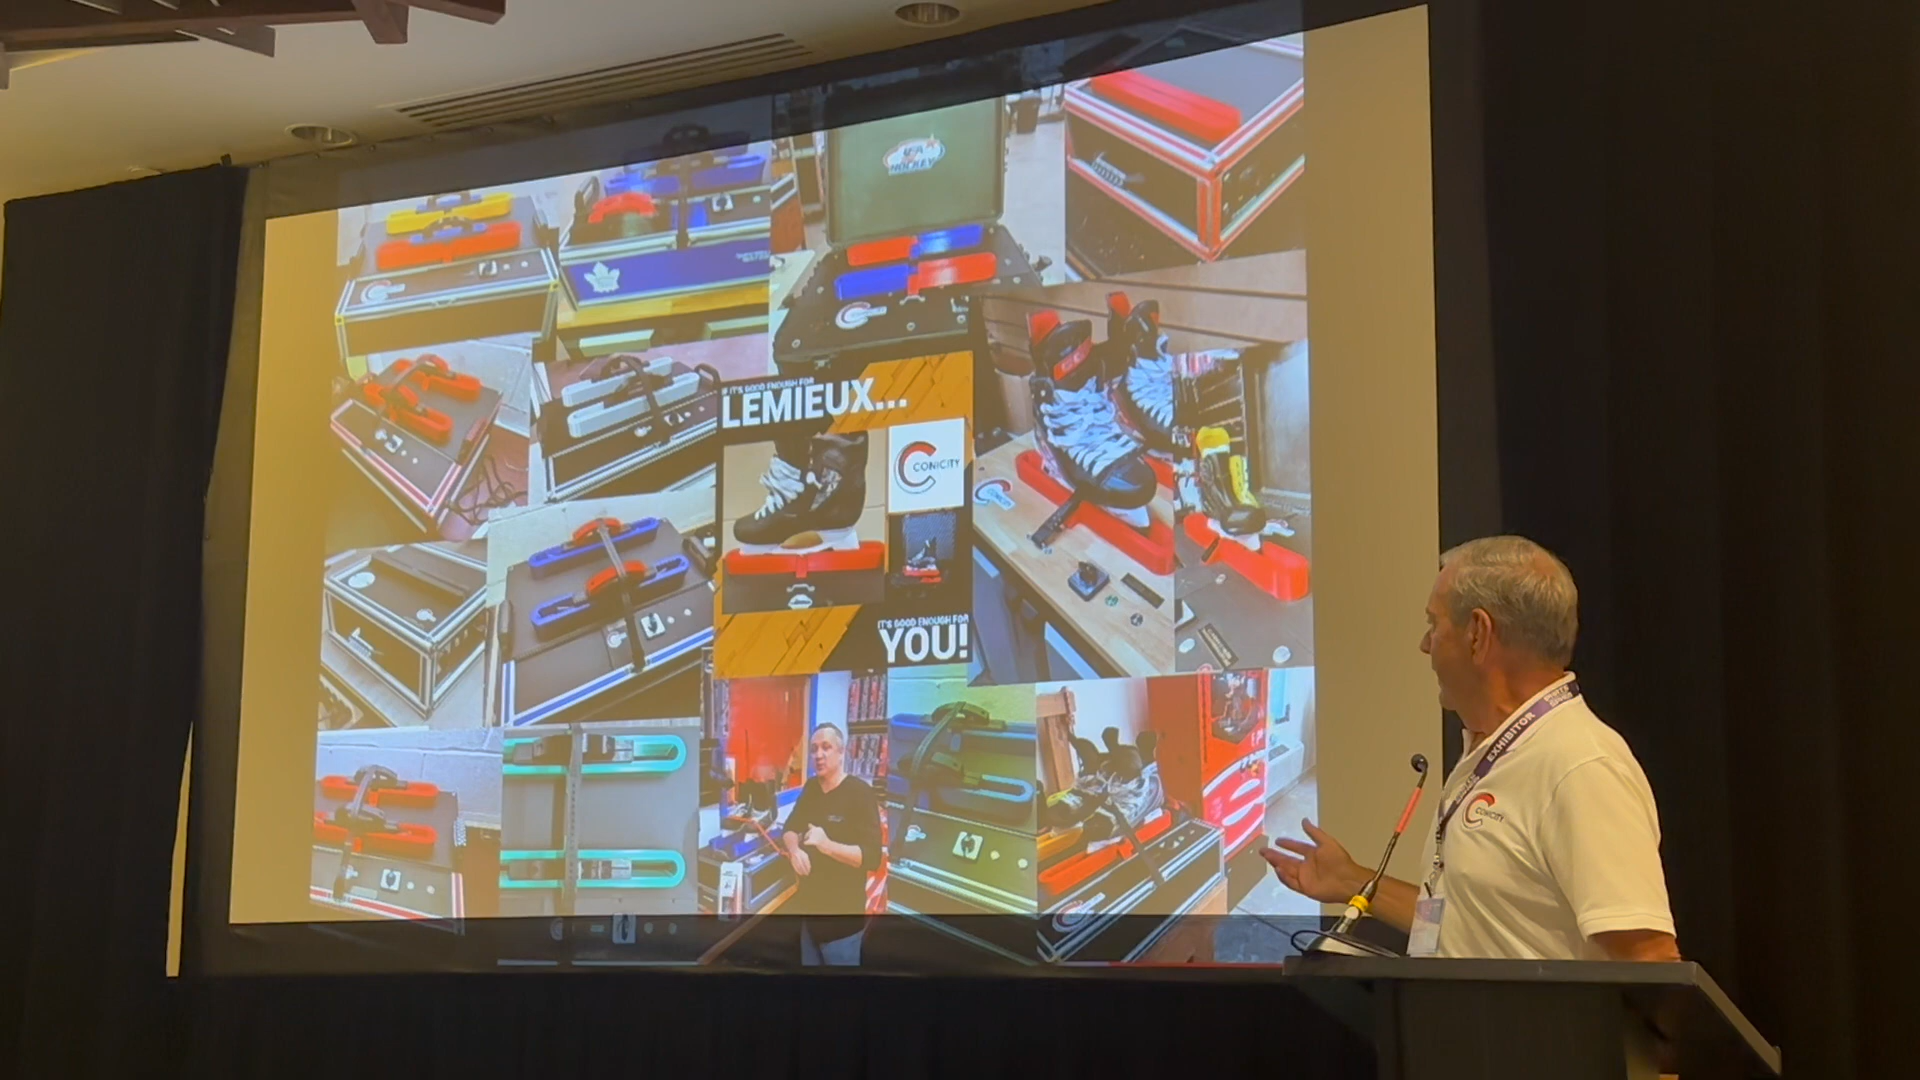 USA
HOCKEY
IF IT'S GOOD ENOUGH FOR
LEMIEUX...
CONICITY
IT'S GOOD ENOUGH FOR
YOU!
EXHIBITOR
CONICITY